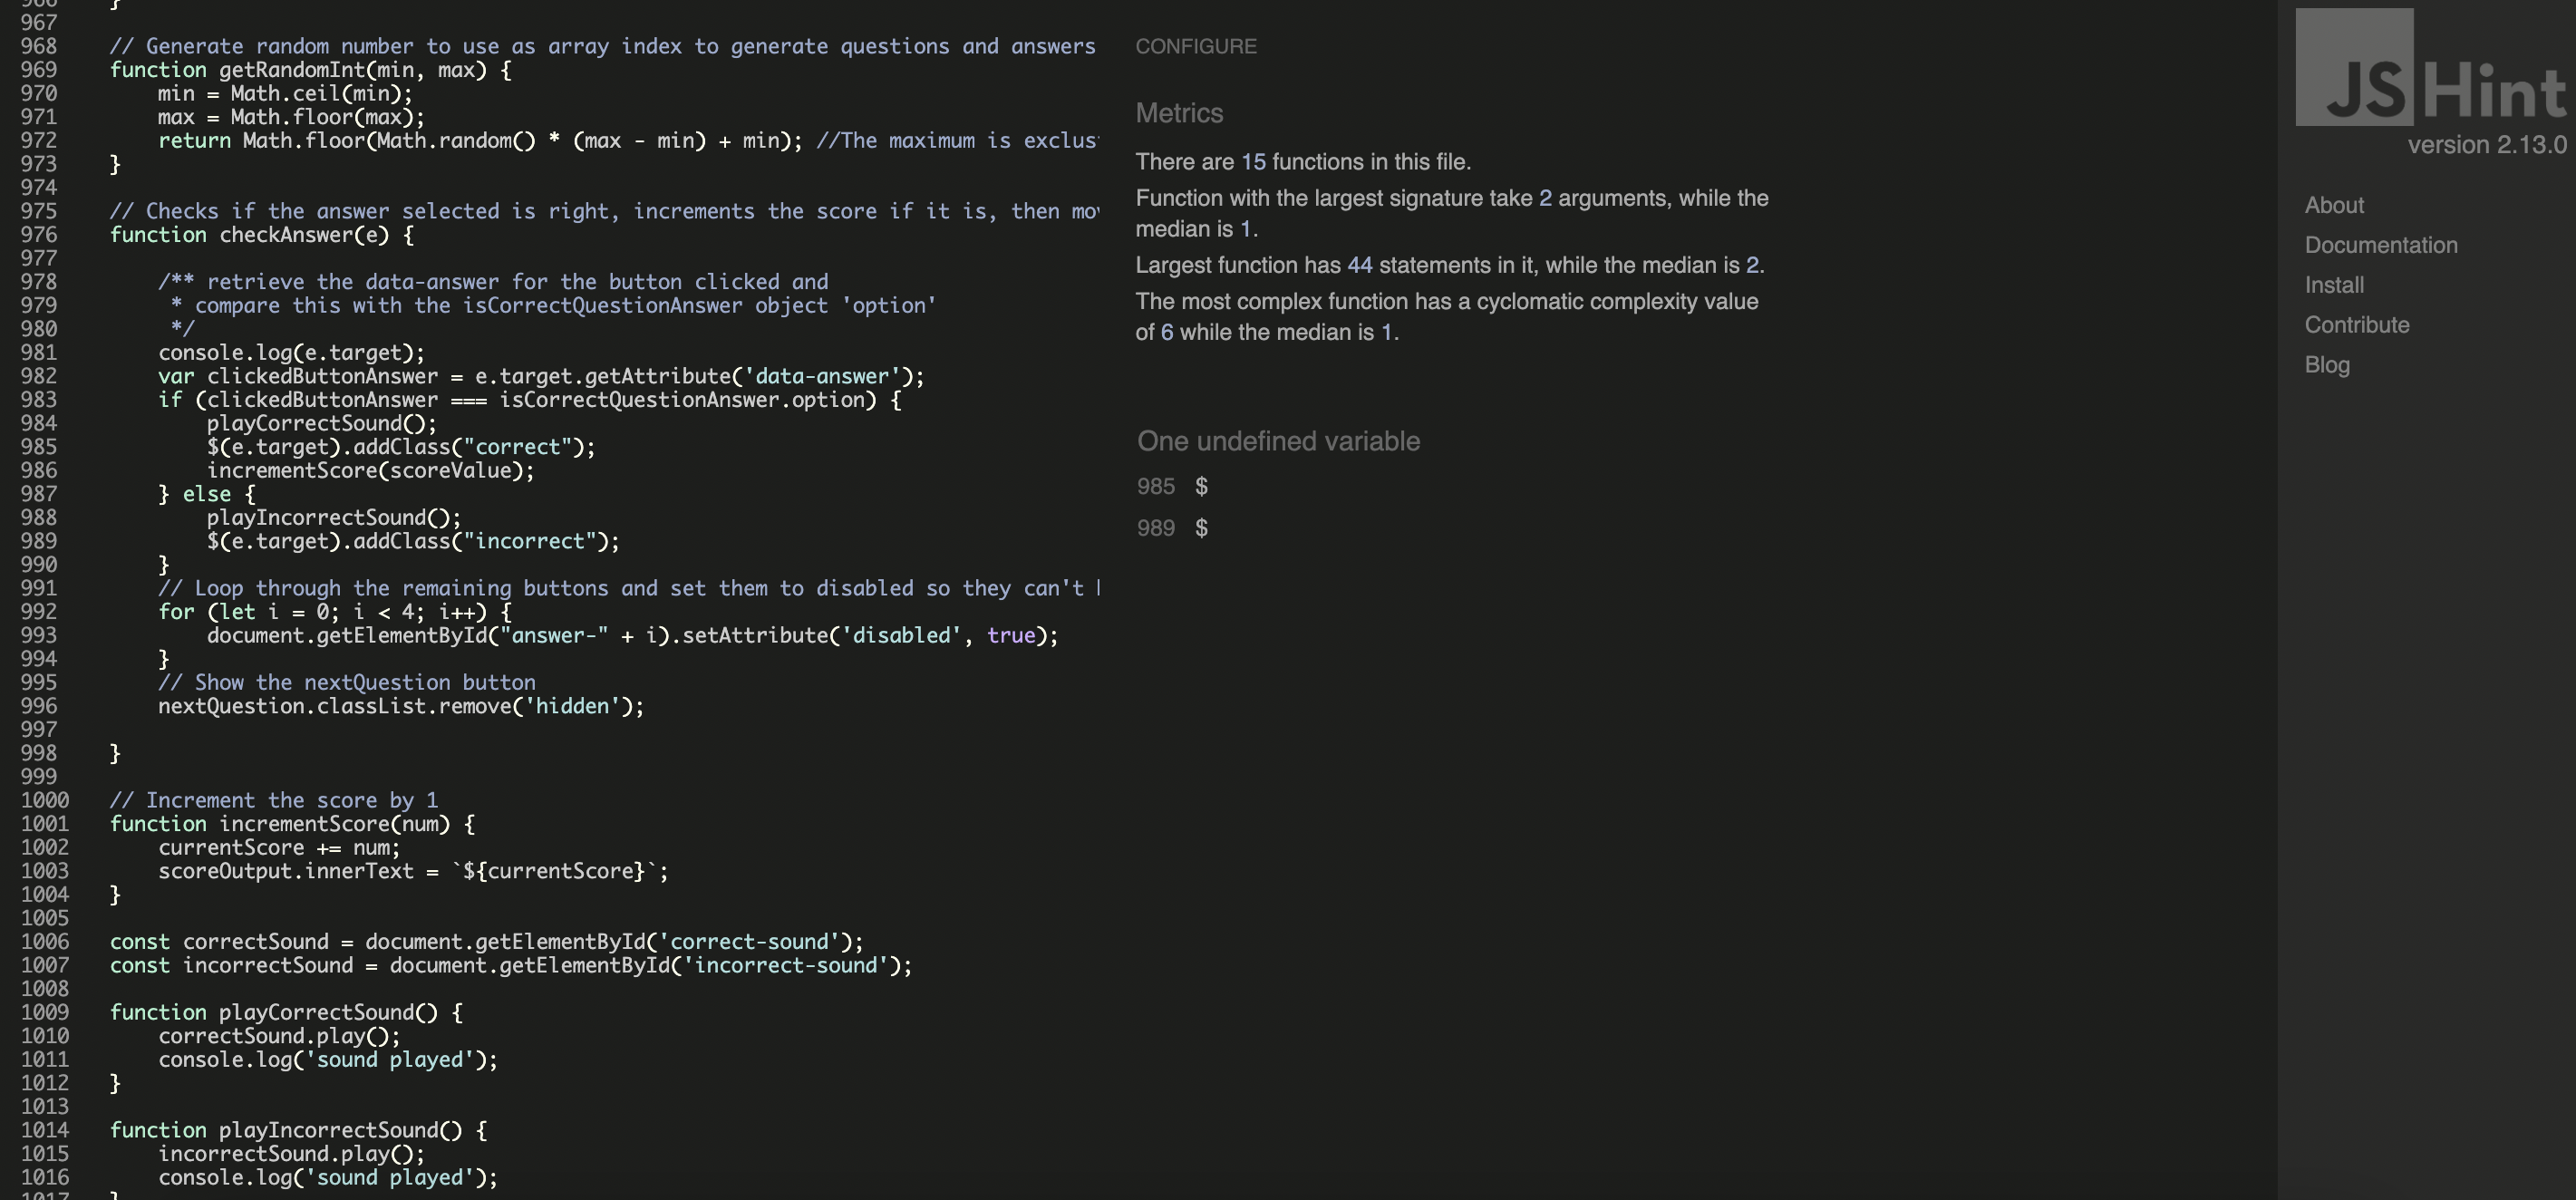 966 }
967
968 // Generate random number to use as array index to generate questions and answers
969 function getRandomInt(min, max) {
970 min = Math.ceil(min);
971 max = Math.floor(max);
972 return Math.floor(Math.random() * (max - min) + min); //The maximum is
973 }
974
975 // Checks if the answer selected is right, increments the score if it is, then
976 function checkAnswer(e) {
977
978 /** retrieve the data-answer for the button clicked and
979 * compare this with the isCorrectQuestionAnswer object 'option'
980 */
981 console.log(e.target);
982 var clickedButtonAnswer = e.target.getAttribute('data-answer');
983 if (clickedButtonAnswer === isCorrectQuestionAnswer.option) {
984 playCorrectSound();
985 $(e.target).addClass("correct");
986 incrementScore(scoreValue);
987 } else {
988 playIncorrectSound();
989 $(e.target).addClass("incorrect");
990 }
991 // Loop through the remaining buttons and set them to disabled so they can't
992 for (let i = 0; i < 4; i++) {
993 document.getElementById("answer-" + i).setAttribute('disabled', true);
994 }
995 // Show the nextQuestion button
996 nextQuestion.classList.remove('hidden');
997
998 }
999
1000 // Increment the score by 1
1001 function incrementScore(num) {
1002 currentScore += num;
1003 scoreOutput.innerText = `${currentScore}`;
1004 }
1005
1006 const correctSound = document.getElementById('correct-sound');
1007 const incorrectSound = document.getElementById('incorrect-sound');
1008
1009 function playCorrectSound() {
1010 correctSound.play();
1011 console.log('sound played');
1012 }
1013
1014 function playIncorrectSound() {
1015 incorrectSound.play();
1016 console.log('sound played');
1017 }
CONFIGURE
Metrics
There are 15 functions in this file.
Function with the largest signature take 2 arguments, while the
median is 1.
Largest function has 44 statements in it, while the median is 2.
The most complex function has a cyclomatic complexity value
of 6 while the median is 1.
One undefined variable
985 $
989 $
JSHint
version 2.13.0
About
Documentation
Install
Contribute
Blog